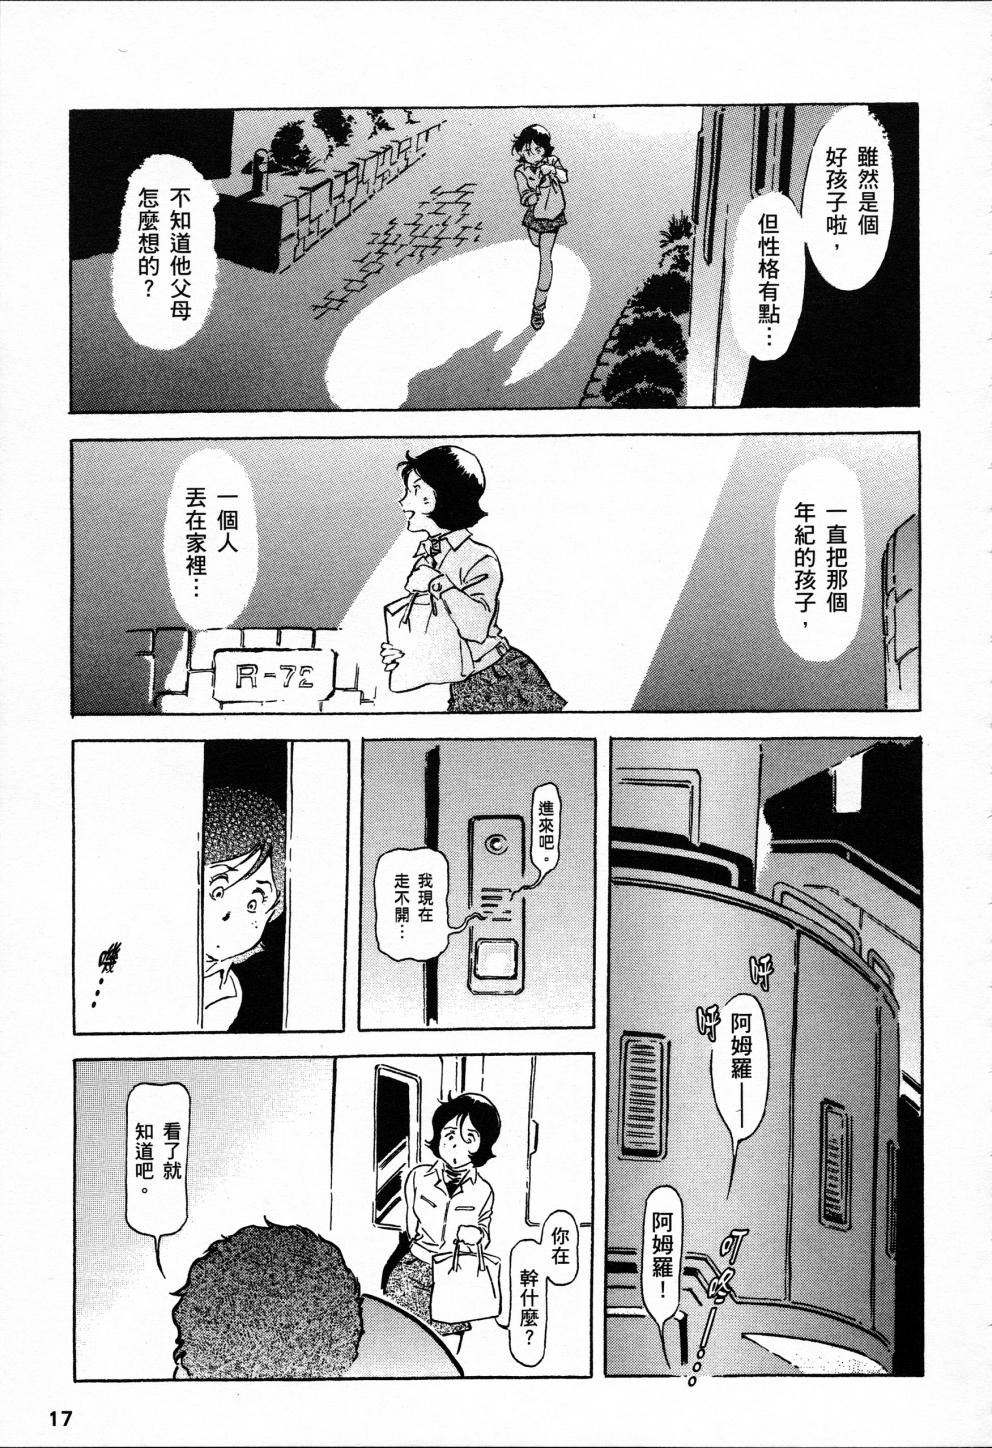 雖然是個
好孩子啦，
但性格有點…
不知道他父母
怎麼想的？
一直把那個
年紀的孩子，
一個人
丟在家裡…
R-72
呼
呼
阿姆羅——
阿姆羅！
叮
咚……
進來吧。
我現在
走不開…
嘰…
你在
幹什麼？
看了就
知道吧。
17